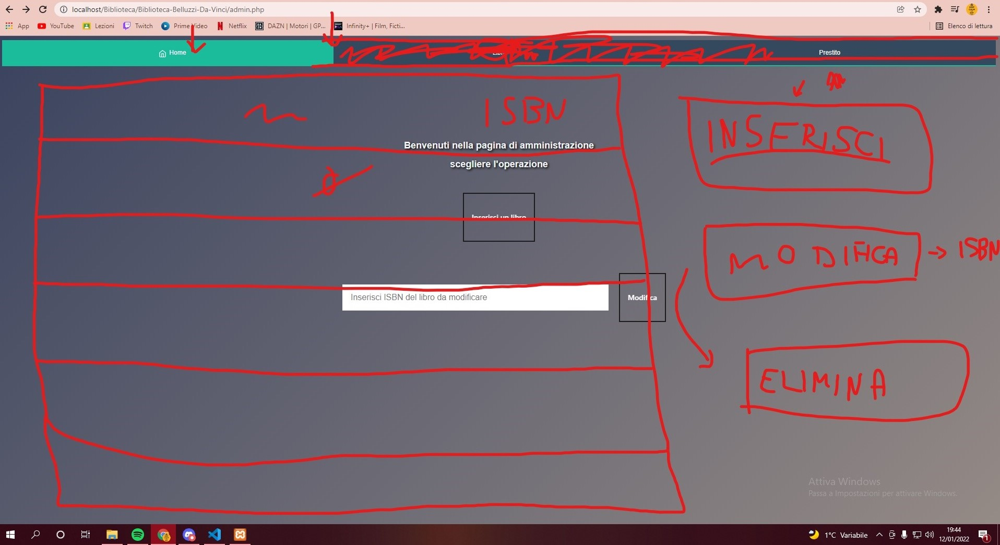 localhost/Biblioteca/Biblioteca-Belluzzi-Da-Vinci/admin.php
App YouTube Lezioni Twitch Prime Video Netflix DAZN | Motori | GP... Infinity+ | Film, Ficti... Elenco di lettura
Home Prestito
ISBN
INSERISCI
Benvenuti nella pagina di amministrazione
scegliere l'operazione
Inserisci un libro
MODIFICA → ISBN
Inserisci ISBN del libro da modificare
Modifica
ELIMINA
Attiva Windows
Passa a Impostazioni per attivare Windows.
1°C Variabile
19:44
12/01/2022
1